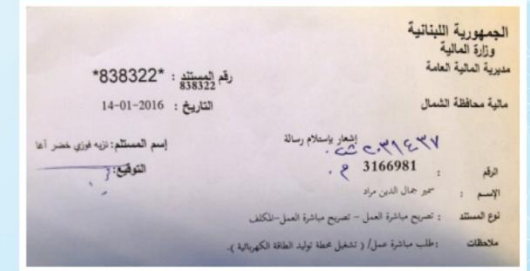 الجمهورية اللبنانية
وزارة المالية
مديرية المالية العامة
رقم المستند : *838322*
838322
مالية محافظة الشمال
التاريخ : 14-01-2016
إشعار بإستلام رسالة
إسم المستلم: نزيه فوزي خضر آغا
٢٠٣١٤٣٧
الرقم : 3166981
التوقيع:
الإسم : سمير جمال الدين مراد
نوع المستند : تصريح مباشرة العمل - تصريح مباشرة العمل-المكلف
ملاحظات : طلب مباشرة عمل/ ( تشغيل محطة توليد الطاقة الكهربائية ).